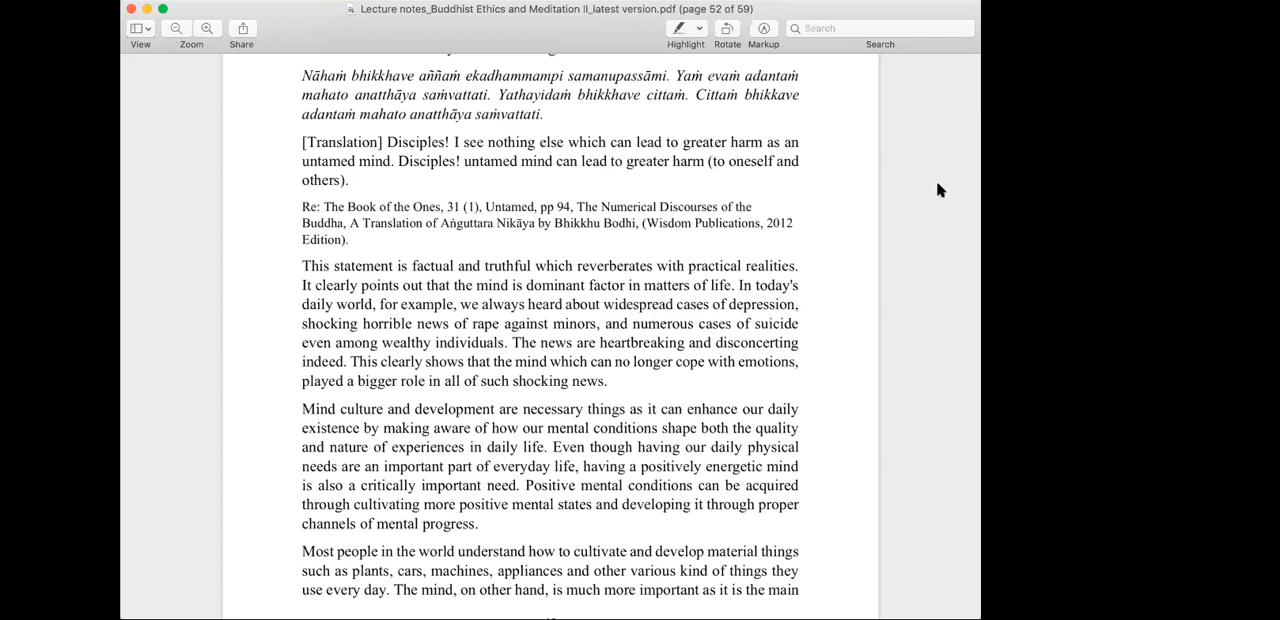 Lecture notes_Buddhist Ethics and Meditation II_latest version.pdf (page 52 of 59)
Search
View Zoom Share Highlight Rotate Markup Search
Nāhaṁ bhikkhave aññaṁ ekadhammampi samanupassāmi. Yaṁ evaṁ adantaṁ
mahato anatthāya saṁvattati. Yathayidaṁ bhikkhave cittaṁ. Cittaṁ bhikkave
adantaṁ mahato anatthāya saṁvattati.
[Translation] Disciples! I see nothing else which can lead to greater harm as an
untamed mind. Disciples! untamed mind can lead to greater harm (to oneself and
others).
Re: The Book of the Ones, 31 (1), Untamed, pp 94, The Numerical Discourses of the
Buddha, A Translation of Aṅguttara Nikāya by Bhikkhu Bodhi, (Wisdom Publications, 2012
Edition).
This statement is factual and truthful which reverberates with practical realities.
It clearly points out that the mind is dominant factor in matters of life. In today's
daily world, for example, we always heard about widespread cases of depression,
shocking horrible news of rape against minors, and numerous cases of suicide
even among wealthy individuals. The news are heartbreaking and disconcerting
indeed. This clearly shows that the mind which can no longer cope with emotions,
played a bigger role in all of such shocking news.
Mind culture and development are necessary things as it can enhance our daily
existence by making aware of how our mental conditions shape both the quality
and nature of experiences in daily life. Even though having our daily physical
needs are an important part of everyday life, having a positively energetic mind
is also a critically important need. Positive mental conditions can be acquired
through cultivating more positive mental states and developing it through proper
channels of mental progress.
Most people in the world understand how to cultivate and develop material things
such as plants, cars, machines, appliances and other various kind of things they
use every day. The mind, on other hand, is much more important as it is the main